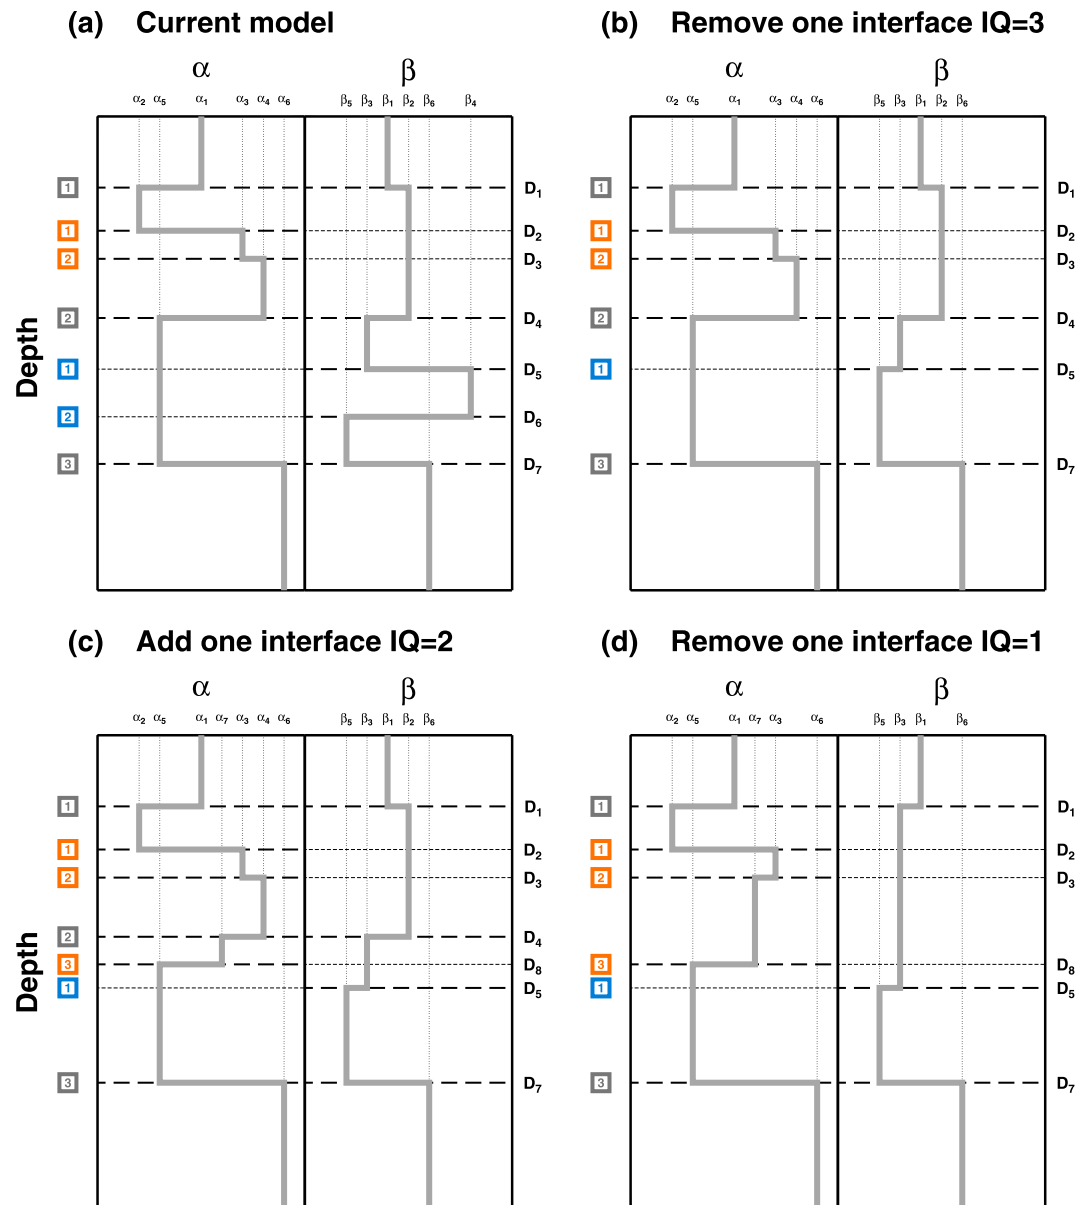 (a) Current model
(b) Remove one interface IQ=3
α β
α β
α₂ α₅ α₁ α₃ α₄ α₆ β₅ β₃ β₁ β₂ β₆ β₄
α₂ α₅ α₁ α₃ α₄ α₆ β₅ β₃ β₁ β₂ β₆
1 D₁
1 D₁
1 D₂
1 D₂
2 D₃
2 D₃
2 D₄
2 D₄
Depth
1 D₅
1 D₅
2 D₆
3 D₇
3 D₇
(c) Add one interface IQ=2
(d) Remove one interface IQ=1
α β
α β
α₂ α₅ α₁ α₇ α₃ α₄ α₆ β₅ β₃ β₁ β₂ β₆
α₂ α₅ α₁ α₇ α₃ α₆ β₅ β₃ β₁ β₆
1 D₁
1 D₁
1 D₂
1 D₂
2 D₃
2 D₃
2 D₄
Depth
3 D₈
3 D₈
1 D₅
1 D₅
3 D₇
3 D₇